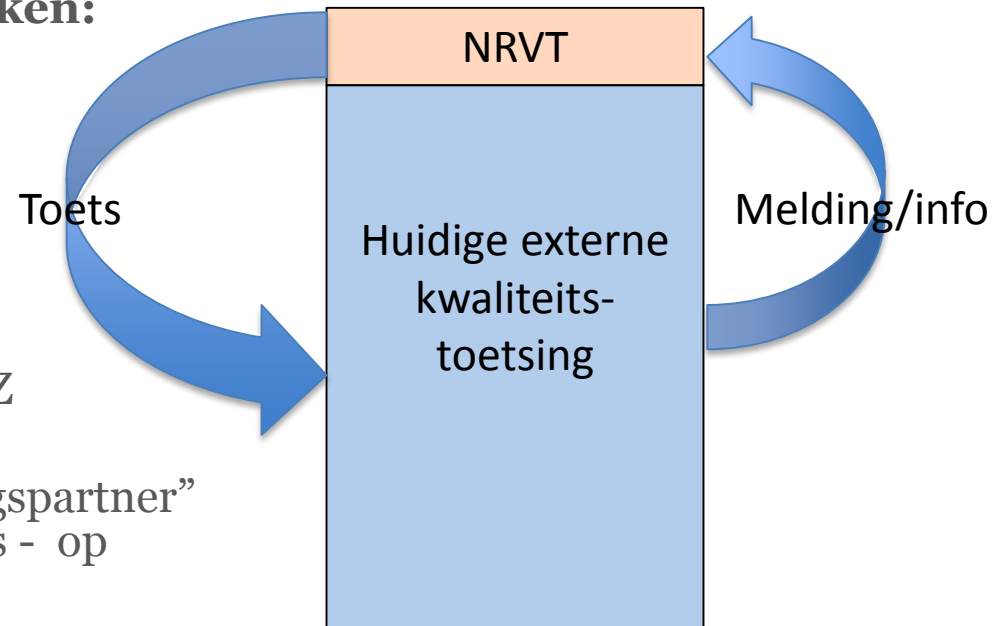 ken:
NRVT
Toets
Melding/info
Huidige externe
kwaliteits-
toetsing
Z
gspartner”
s - op